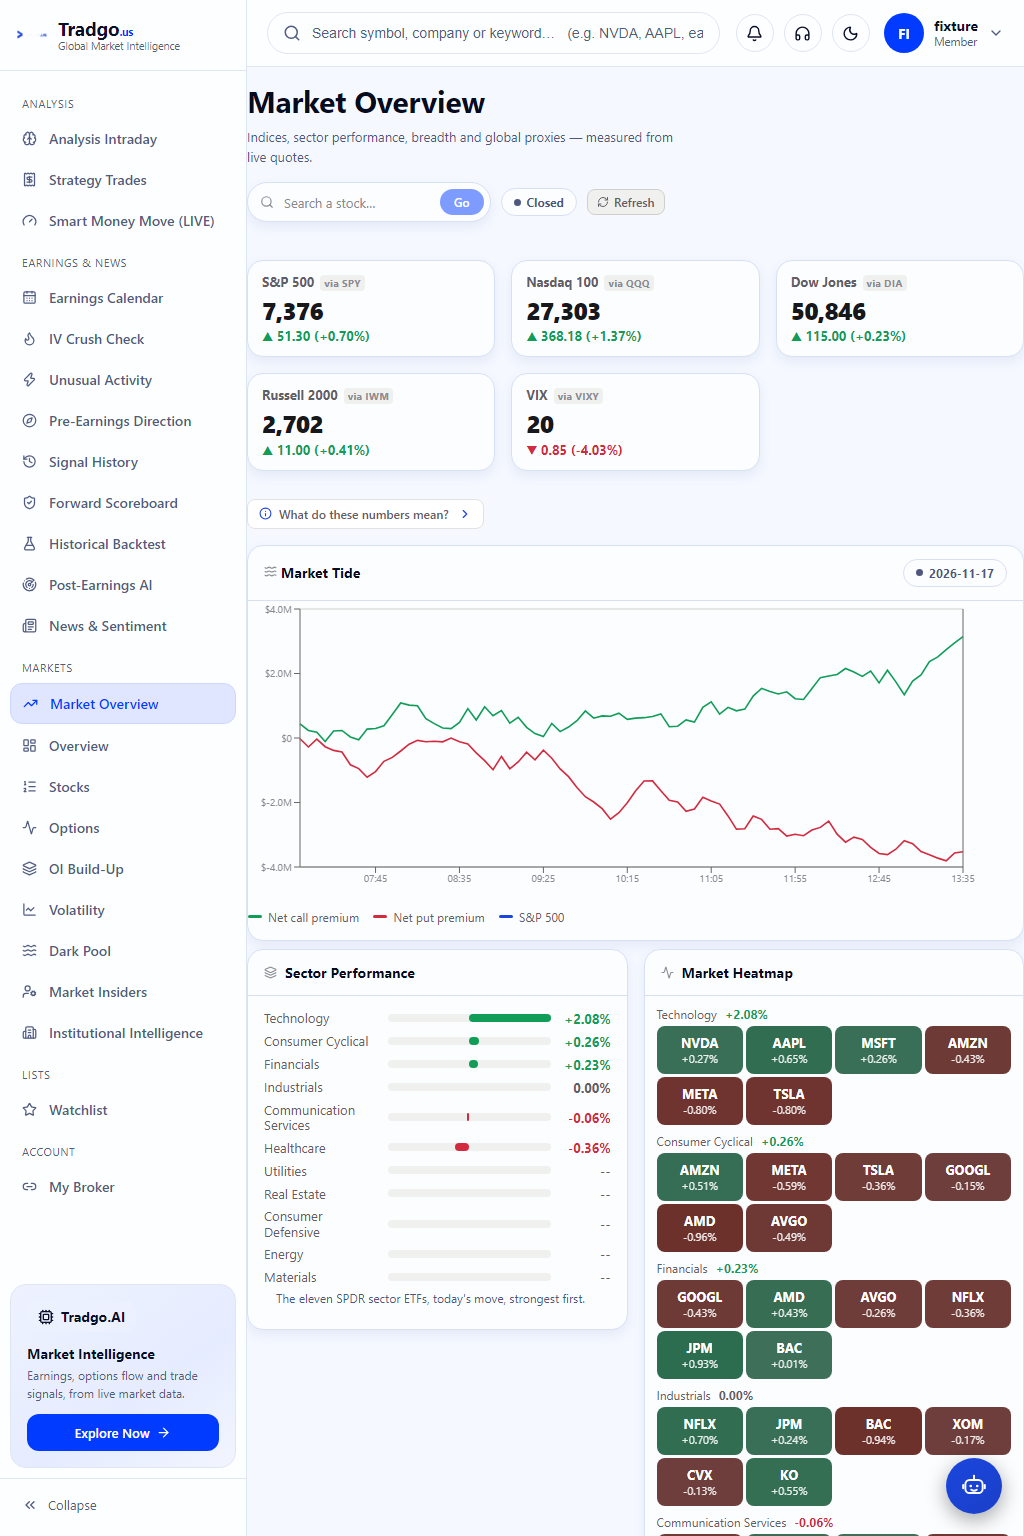 Tradgo.us
Global Market Intelligence
Search symbol, company or keyword... (e.g. NVDA, AAPL, ea
FI
fixture
Member
ANALYSIS
Analysis Intraday
Strategy Trades
Smart Money Move (LIVE)
EARNINGS & NEWS
Earnings Calendar
IV Crush Check
Unusual Activity
Pre-Earnings Direction
Signal History
Forward Scoreboard
Historical Backtest
Post-Earnings AI
News & Sentiment
MARKETS
Market Overview
Overview
Stocks
Options
OI Build-Up
Volatility
Dark Pool
Market Insiders
Institutional Intelligence
LISTS
Watchlist
ACCOUNT
My Broker
Tradgo.AI
Market Intelligence
Earnings, options flow and trade
signals, from live market data.
Explore Now
Collapse
Market Overview
Indices, sector performance, breadth and global proxies — measured from
live quotes.
Search a stock...
Go
Closed
Refresh
S&P 500 via SPY
7,376
▲ 51.30 (+0.70%)
Nasdaq 100 via QQQ
27,303
▲ 368.18 (+1.37%)
Dow Jones via DIA
50,846
▲ 115.00 (+0.23%)
Russell 2000 via IWM
2,702
▲ 11.00 (+0.41%)
VIX via VIXY
20
▼ 0.85 (-4.03%)
What do these numbers mean?
Market Tide
2026-11-17
$4.0M
$2.0M
$0
$-2.0M
$-4.0M
07:45 08:35 09:25 10:15 11:05 11:55 12:45 13:35
Net call premium Net put premium S&P 500
Sector Performance
Technology +2.08%
Consumer Cyclical +0.26%
Financials +0.23%
Industrials 0.00%
Communication
Services -0.06%
Healthcare -0.36%
Utilities --
Real Estate --
Consumer
Defensive --
Energy --
Materials --
The eleven SPDR sector ETFs, today's move, strongest first.
Market Heatmap
Technology +2.08%
NVDA AAPL MSFT AMZN
+0.27% +0.65% +0.26% -0.43%
META TSLA
-0.80% -0.80%
Consumer Cyclical +0.26%
AMZN META TSLA GOOGL
+0.51% -0.59% -0.36% -0.15%
AMD AVGO
-0.96% -0.49%
Financials +0.23%
GOOGL AMD AVGO NFLX
-0.43% +0.43% -0.26% -0.36%
JPM BAC
+0.93% +0.01%
Industrials 0.00%
NFLX JPM BAC XOM
+0.70% +0.24% -0.94% -0.17%
CVX KO
-0.13% +0.55%
Communication Services -0.06%